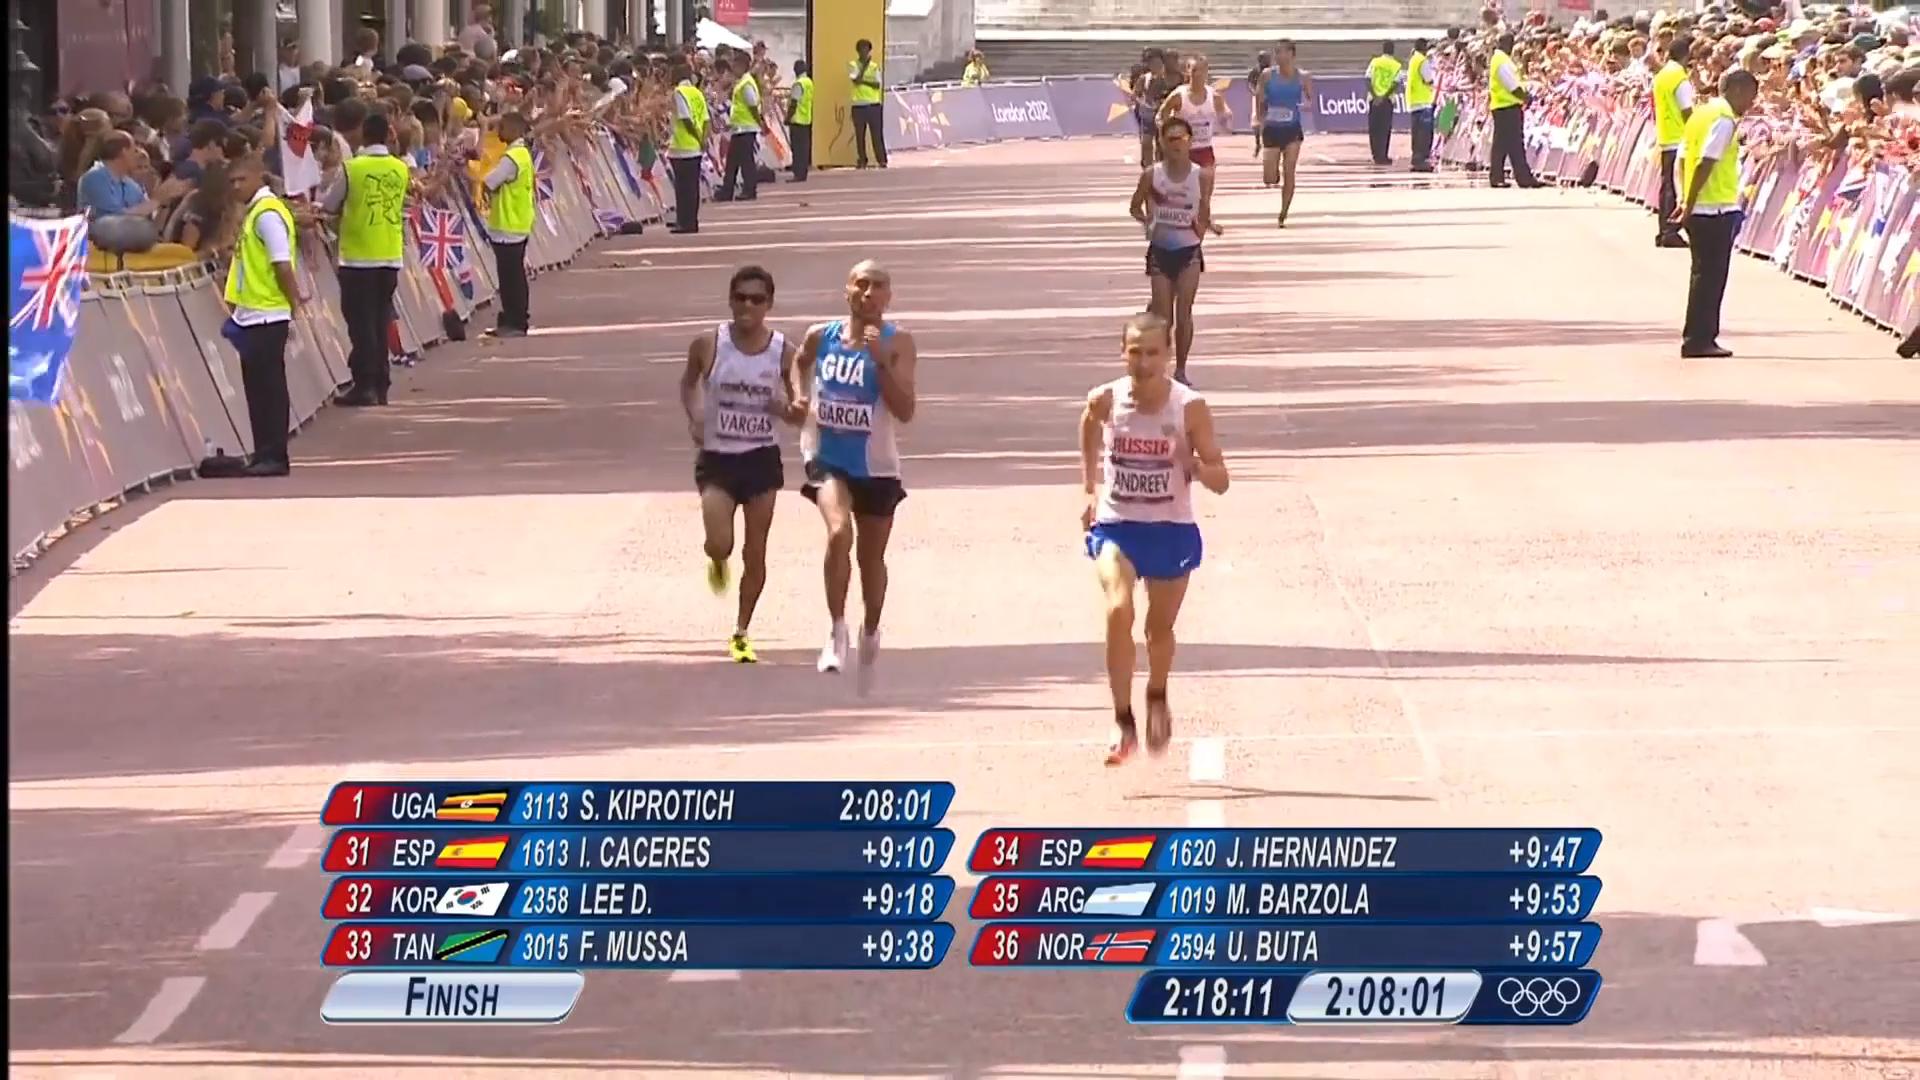 London 2012
London 2012
GUA
GARCIA
VARGAS
RUSSIA
ANDREEV
1 UGA 3113 S. KIPROTICH 2:08:01
31 ESP 1613 I. CACERES +9:10
32 KOR 2358 LEE D. +9:18
33 TAN 3015 F. MUSSA +9:38
34 ESP 1620 J. HERNANDEZ +9:47
35 ARG 1019 M. BARZOLA +9:53
36 NOR 2594 U. BUTA +9:57
FINISH
2:18:11 2:08:01